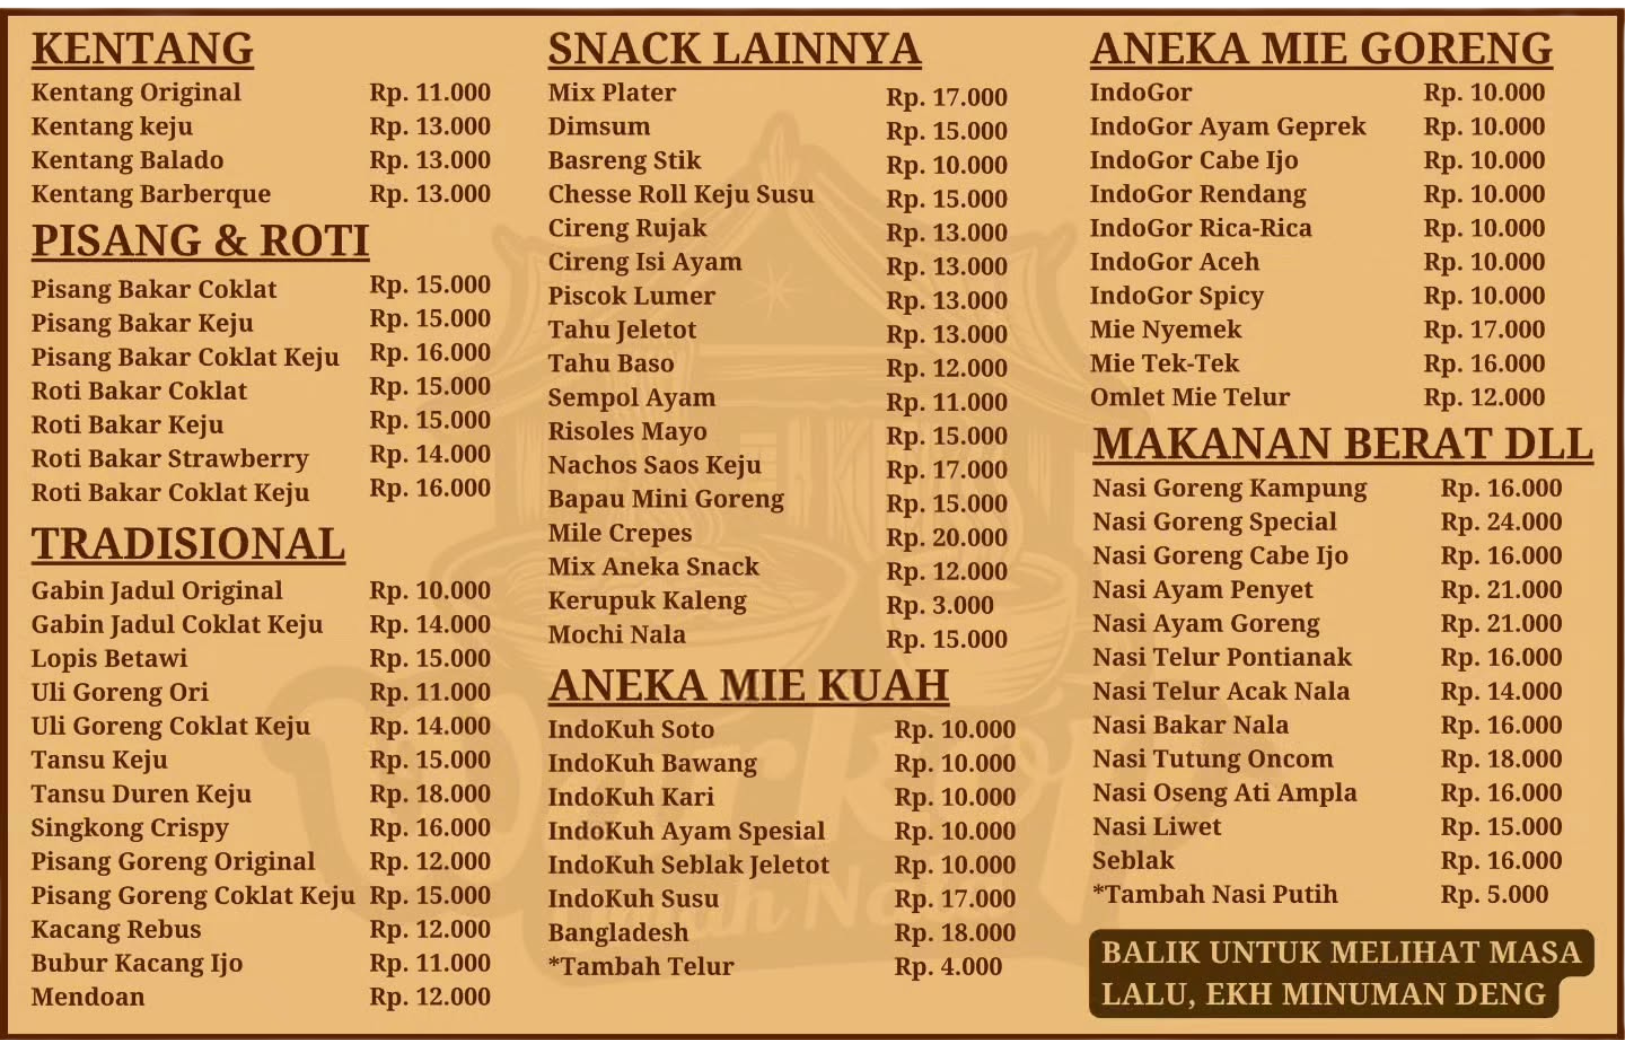 KENTANG
Kentang Original Rp. 11.000
Kentang keju Rp. 13.000
Kentang Balado Rp. 13.000
Kentang Barberque Rp. 13.000
PISANG & ROTI
Pisang Bakar Coklat Rp. 15.000
Pisang Bakar Keju Rp. 15.000
Pisang Bakar Coklat Keju Rp. 16.000
Roti Bakar Coklat Rp. 15.000
Roti Bakar Keju Rp. 15.000
Roti Bakar Strawberry Rp. 14.000
Roti Bakar Coklat Keju Rp. 16.000
TRADISIONAL
Gabin Jadul Original Rp. 10.000
Gabin Jadul Coklat Keju Rp. 14.000
Lopis Betawi Rp. 15.000
Uli Goreng Ori Rp. 11.000
Uli Goreng Coklat Keju Rp. 14.000
Tansu Keju Rp. 15.000
Tansu Duren Keju Rp. 18.000
Singkong Crispy Rp. 16.000
Pisang Goreng Original Rp. 12.000
Pisang Goreng Coklat Keju Rp. 15.000
Kacang Rebus Rp. 12.000
Bubur Kacang Ijo Rp. 11.000
Mendoan Rp. 12.000
SNACK LAINNYA
Mix Plater Rp. 17.000
Dimsum Rp. 15.000
Basreng Stik Rp. 10.000
Chesse Roll Keju Susu Rp. 15.000
Cireng Rujak Rp. 13.000
Cireng Isi Ayam Rp. 13.000
Piscok Lumer Rp. 13.000
Tahu Jeletot Rp. 13.000
Tahu Baso Rp. 12.000
Sempol Ayam Rp. 11.000
Risoles Mayo Rp. 15.000
Nachos Saos Keju Rp. 17.000
Bapau Mini Goreng Rp. 15.000
Mile Crepes Rp. 20.000
Mix Aneka Snack Rp. 12.000
Kerupuk Kaleng Rp. 3.000
Mochi Nala Rp. 15.000
ANEKA MIE KUAH
IndoKuh Soto Rp. 10.000
IndoKuh Bawang Rp. 10.000
IndoKuh Kari Rp. 10.000
IndoKuh Ayam Spesial Rp. 10.000
IndoKuh Seblak Jeletot Rp. 10.000
IndoKuh Susu Rp. 17.000
Bangladesh Rp. 18.000
*Tambah Telur Rp. 4.000
ANEKA MIE GORENG
IndoGor Rp. 10.000
IndoGor Ayam Geprek Rp. 10.000
IndoGor Cabe Ijo Rp. 10.000
IndoGor Rendang Rp. 10.000
IndoGor Rica-Rica Rp. 10.000
IndoGor Aceh Rp. 10.000
IndoGor Spicy Rp. 10.000
Mie Nyemek Rp. 17.000
Mie Tek-Tek Rp. 16.000
Omlet Mie Telur Rp. 12.000
MAKANAN BERAT DLL
Nasi Goreng Kampung Rp. 16.000
Nasi Goreng Special Rp. 24.000
Nasi Goreng Cabe Ijo Rp. 16.000
Nasi Ayam Penyet Rp. 21.000
Nasi Ayam Goreng Rp. 21.000
Nasi Telur Pontianak Rp. 16.000
Nasi Telur Acak Nala Rp. 14.000
Nasi Bakar Nala Rp. 16.000
Nasi Tutung Oncom Rp. 18.000
Nasi Oseng Ati Ampla Rp. 16.000
Nasi Liwet Rp. 15.000
Seblak Rp. 16.000
*Tambah Nasi Putih Rp. 5.000
BALIK UNTUK MELIHAT MASA
LALU, EKH MINUMAN DENG
Warkop